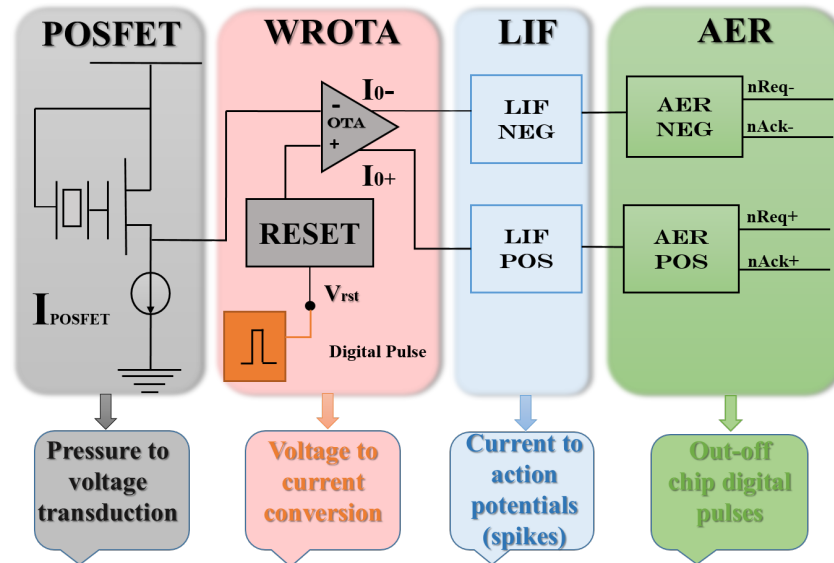 POSFET
WROTA
LIF
AER
I0-
-
OTA
+
I0+
RESET
Vrst
Digital Pulse
IPOSFET
LIF
NEG
LIF
POS
AER
NEG
nReq-
nAck-
AER
POS
nReq+
nAck+
Pressure to
voltage
transduction
Voltage to
current
conversion
Current to
action
potentials
(spikes)
Out-off
chip digital
pulses